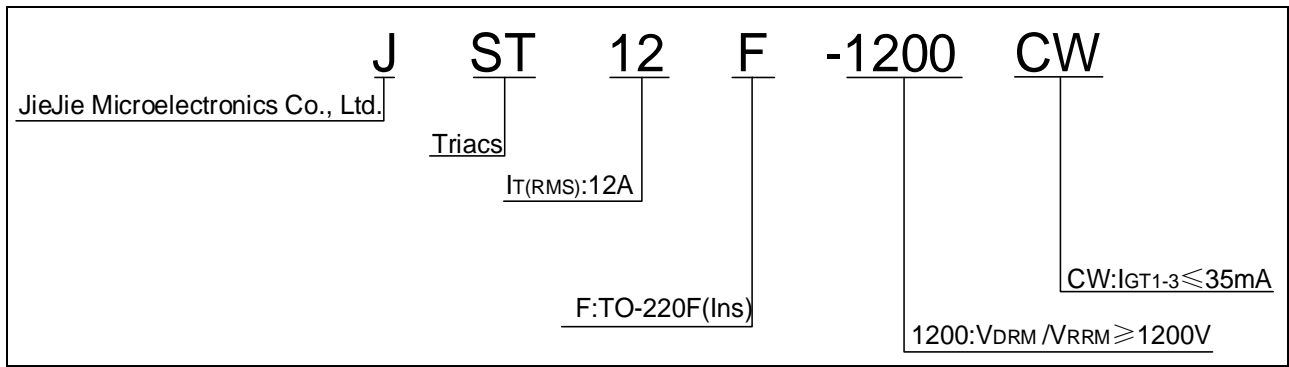 J ST 12 F -1200 CW
JieJie Microelectronics Co., Ltd.
Triacs
IT(RMS):12A
CW:IGT1-3≤35mA
F:TO-220F(Ins)
1200:VDRM /VRRM≥1200V